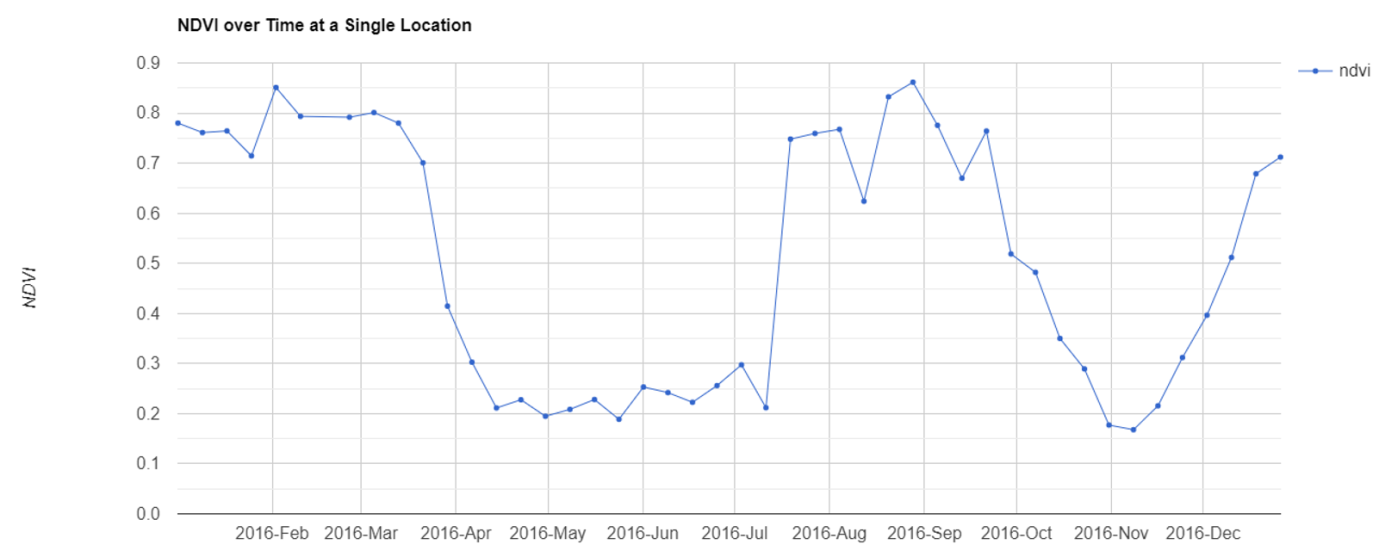 NDVI over Time at a Single Location
0.9
ndvi
0.8
0.7
0.6
0.5
NDVI
0.4
0.3
0.2
0.1
0.0
2016-Feb 2016-Mar 2016-Apr 2016-May 2016-Jun 2016-Jul 2016-Aug 2016-Sep 2016-Oct 2016-Nov 2016-Dec